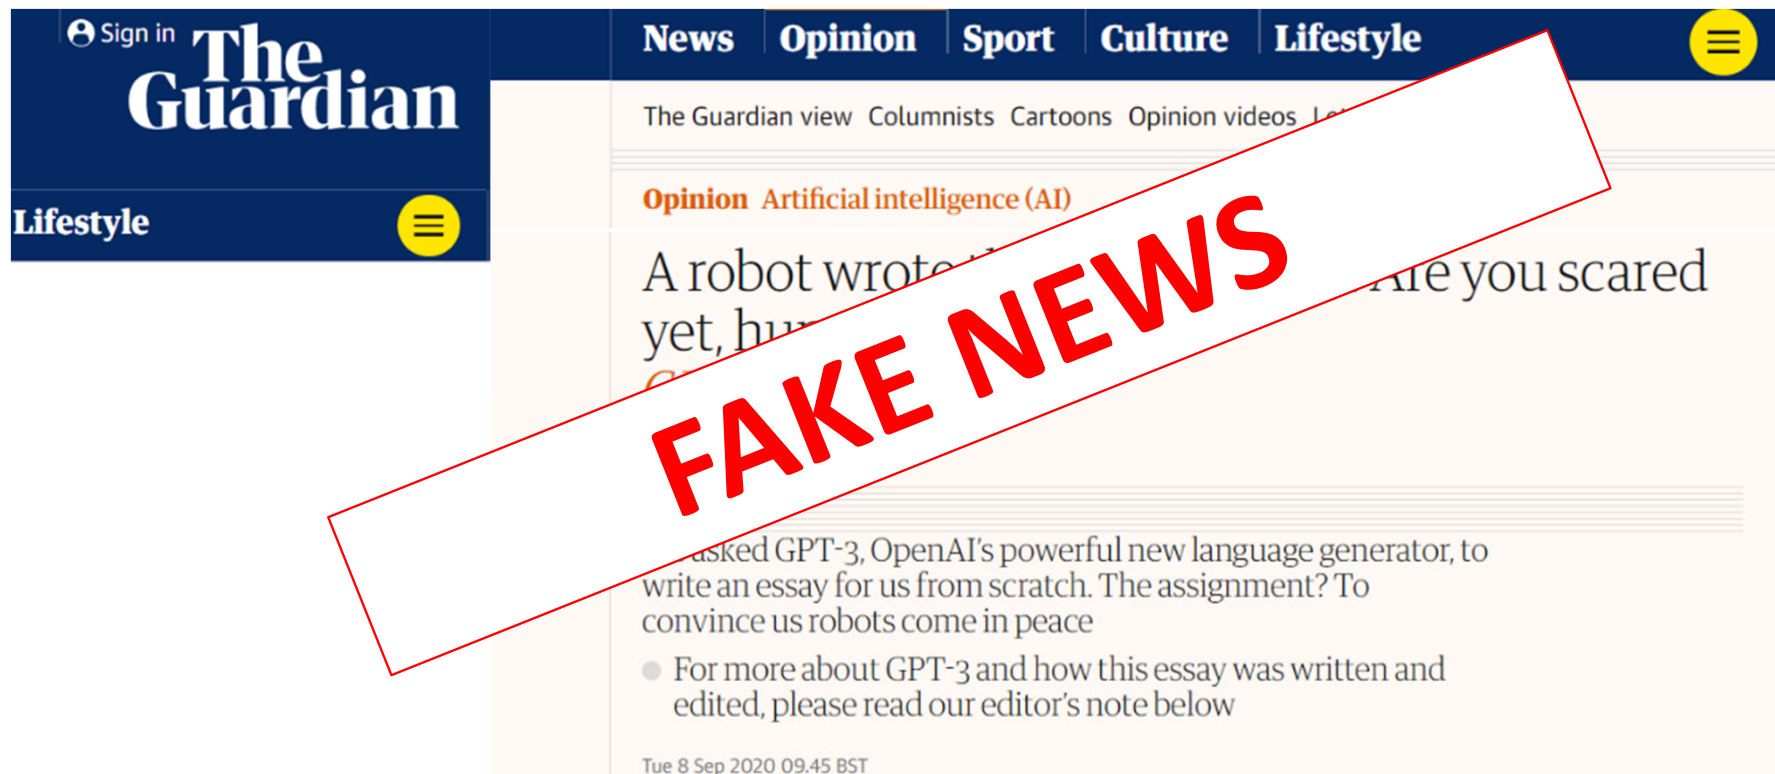 Sign in
The
Guardian
Lifestyle
News Opinion Sport Culture Lifestyle
The Guardian view Columnists Cartoons Opinion videos
Opinion Artificial intelligence (AI)
A robot wrote Are you scared
yet,
FAKE NEWS
asked GPT-3, OpenAI's powerful new language generator, to
write an essay for us from scratch. The assignment? To
convince us robots come in peace
For more about GPT-3 and how this essay was written and
edited, please read our editor's note below
Tue 8 Sep 2020 09.45 BST